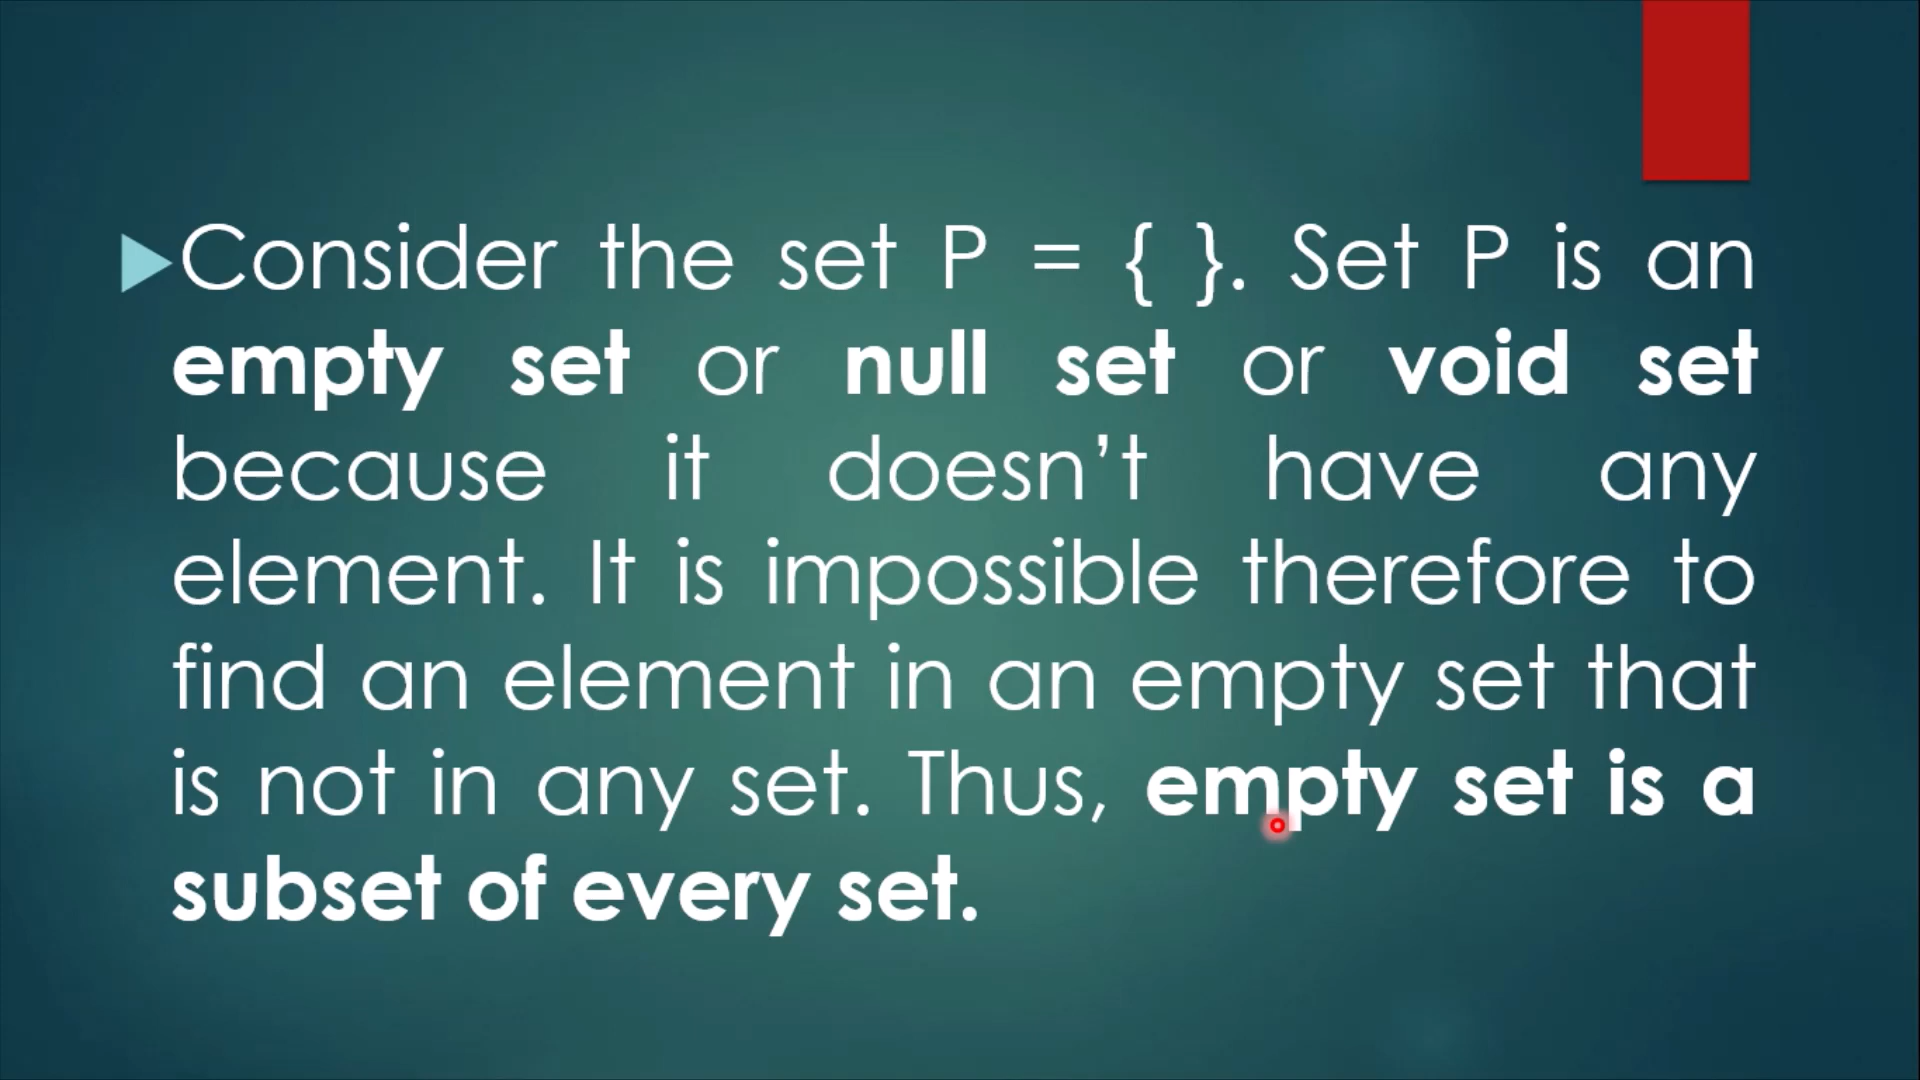 Consider the set P = { }. Set P is an
empty set or null set or void set
because it doesn’t have any
element. It is impossible therefore to
find an element in an empty set that
is not in any set. Thus, empty set is a
subset of every set.